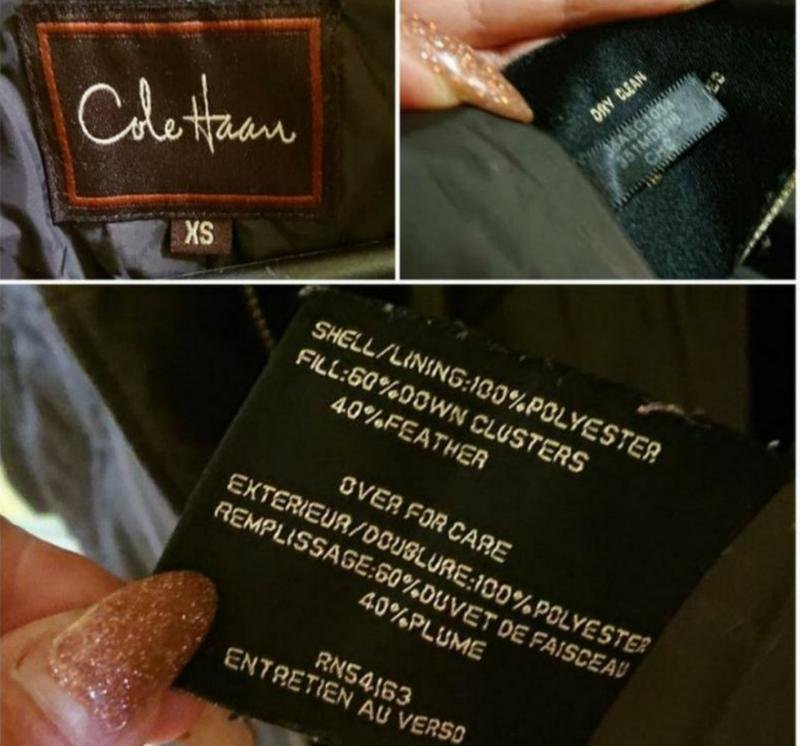 Cole Haan
XS
DRY CLEAN
SHELL/LINING:100%POLYESTER
FILL:60%DOWN CLUSTERS
40%FEATHER
OVER FOR CARE
EXTERIEUR/DOUBLURE:100%POLYESTER
REMPLISSAGE:60%DUVET DE FAISCEAU
40%PLUME
RN54163
ENTRETIEN AU VERSO